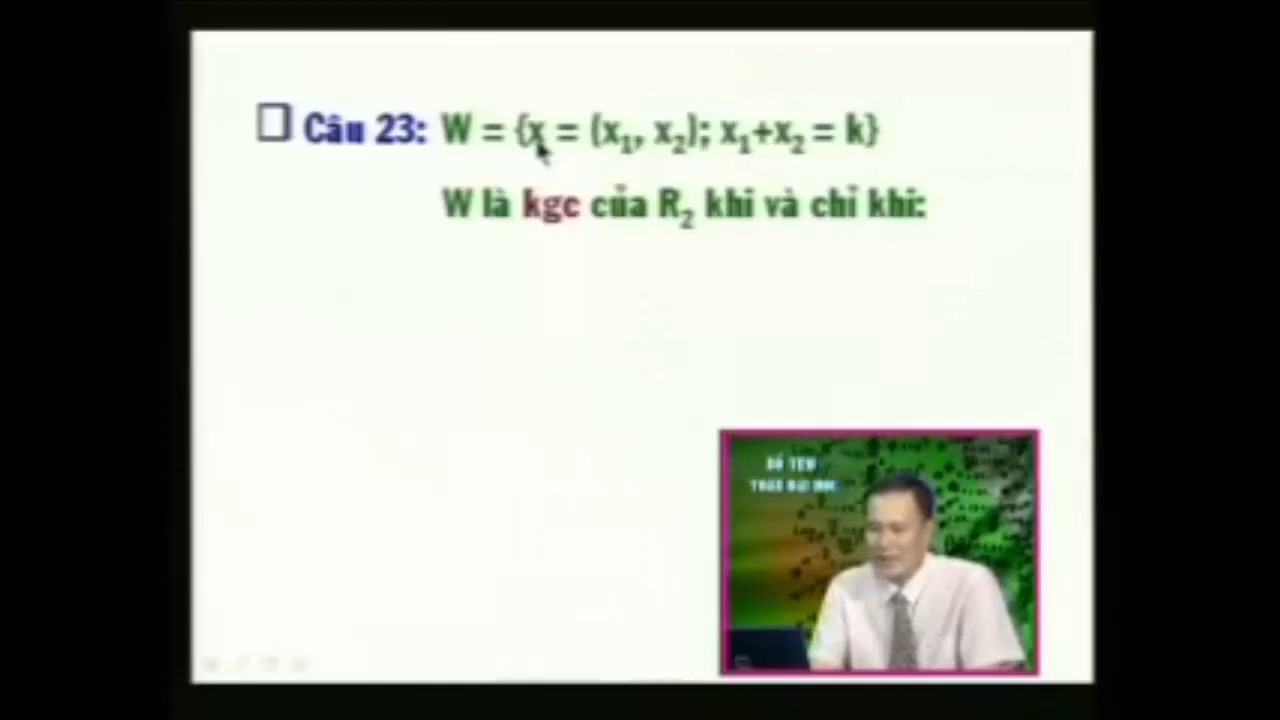 Câu 23: W = {x = (x₁, x₂); x₁+x₂ = k}
W là kgc của R₂ khi và chỉ khi: